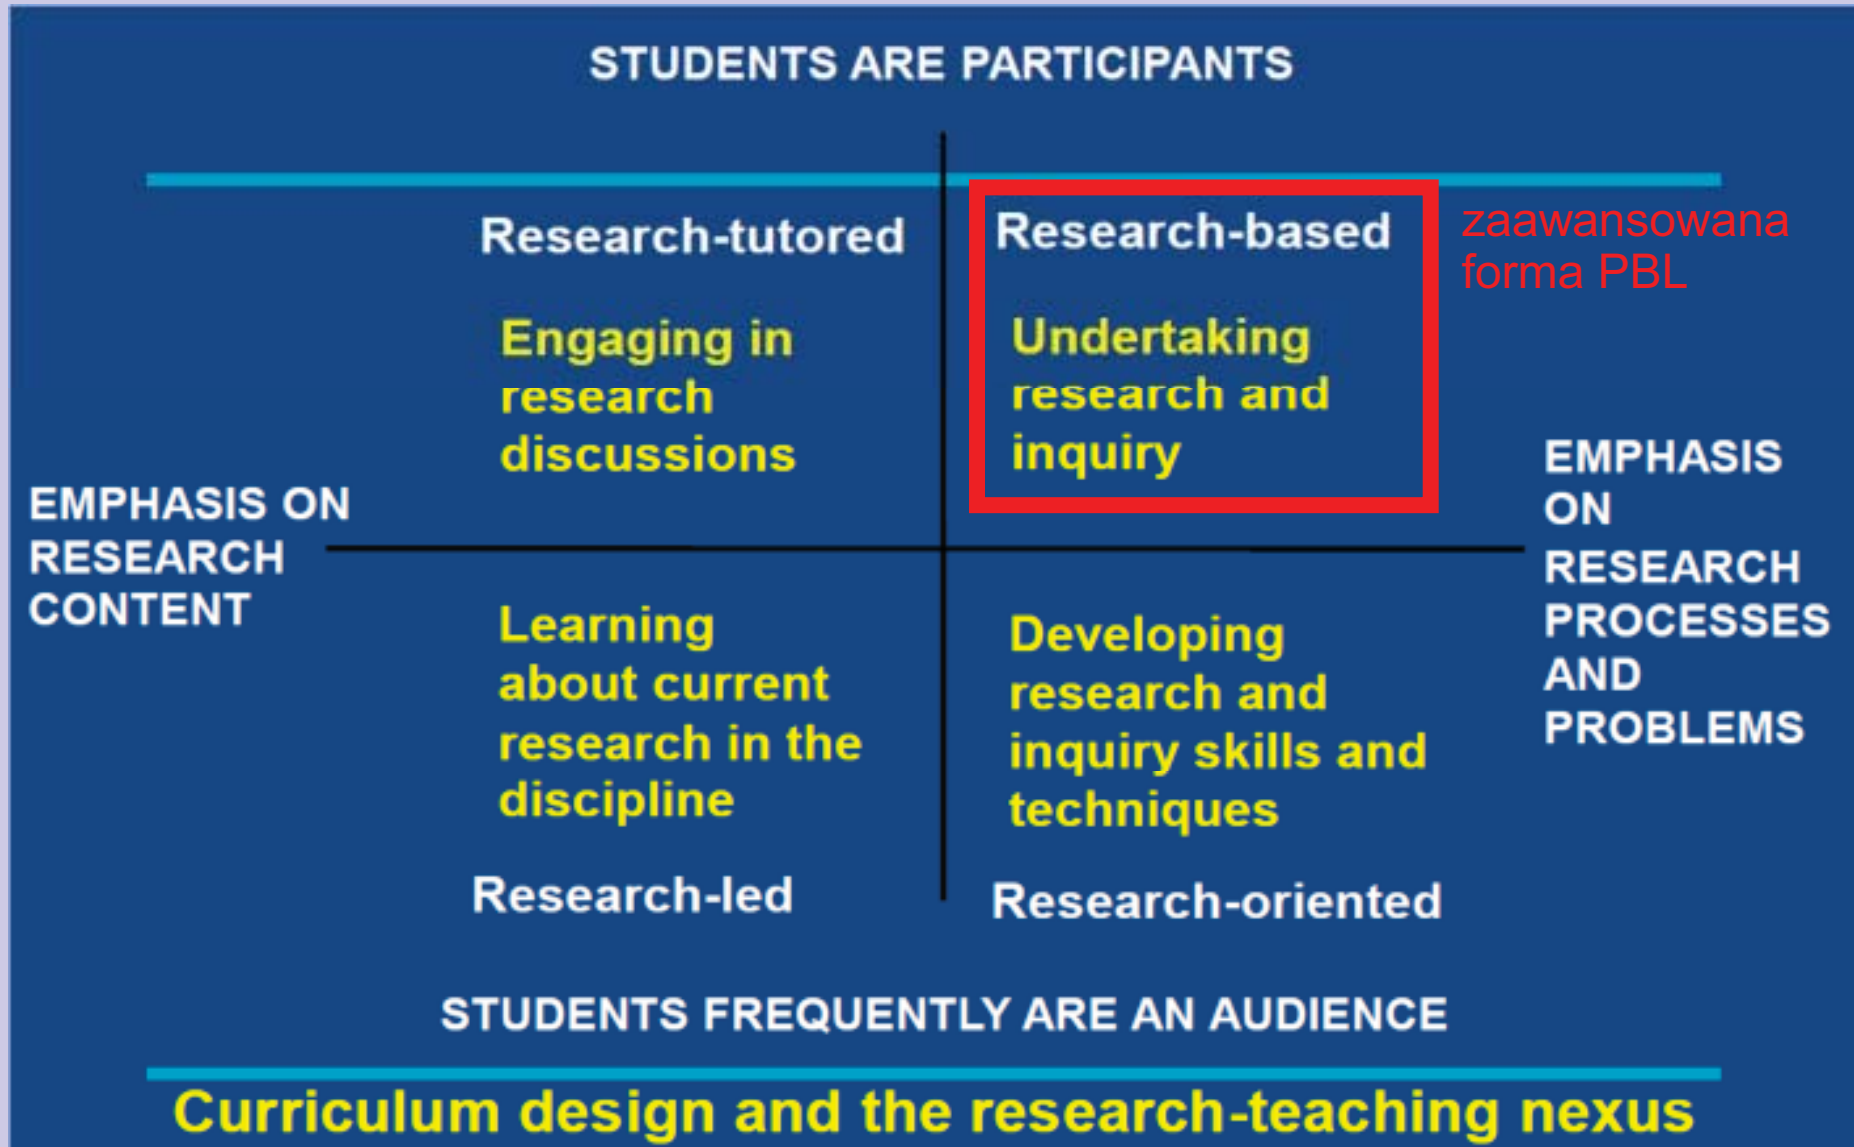 STUDENTS ARE PARTICIPANTS
Research-tutored
Engaging in
research
discussions
Research-based
Undertaking
research and
inquiry
zaawansowana
forma PBL
EMPHASIS ON
RESEARCH
CONTENT
EMPHASIS
ON
RESEARCH
PROCESSES
AND
PROBLEMS
Learning
about current
research in the
discipline
Research-led
Developing
research and
inquiry skills and
techniques
Research-oriented
STUDENTS FREQUENTLY ARE AN AUDIENCE
Curriculum design and the research-teaching nexus